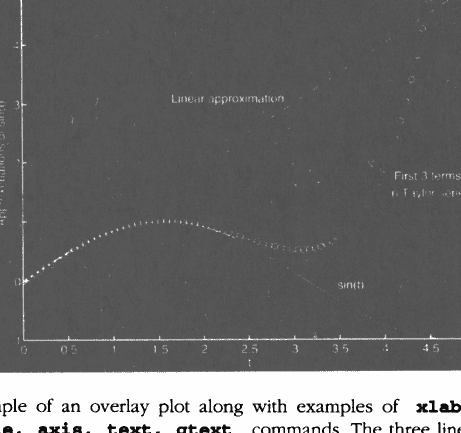 Linear approximation
3
First 3 terms
sin(t)
0
0 0.5 1 1.5 2 2.5 3 3.5 4 4.5
t
ple of an overlay plot along with examples of xlab
e, axis, text, gtext commands. The three line